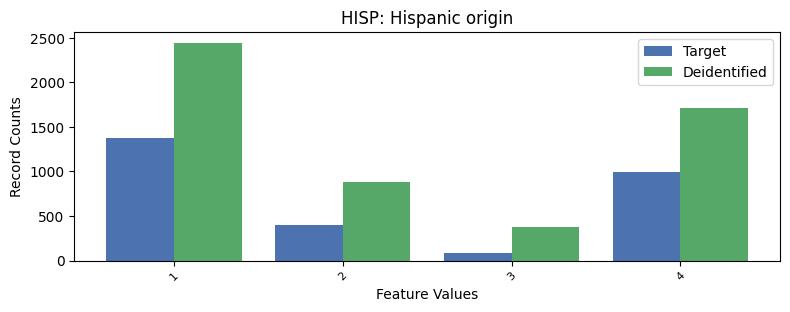 HISP: Hispanic origin
Record Counts
2500
2000
1500
1000
500
0
Target
Deidentified
1
2
3
4
Feature Values